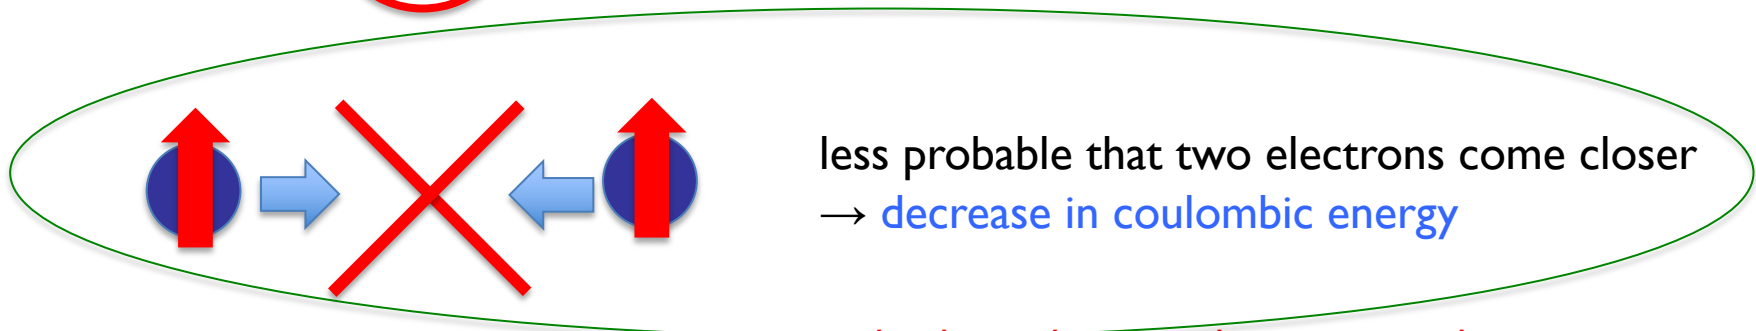 less probable that two electrons come closer
→ decrease in coulombic energy